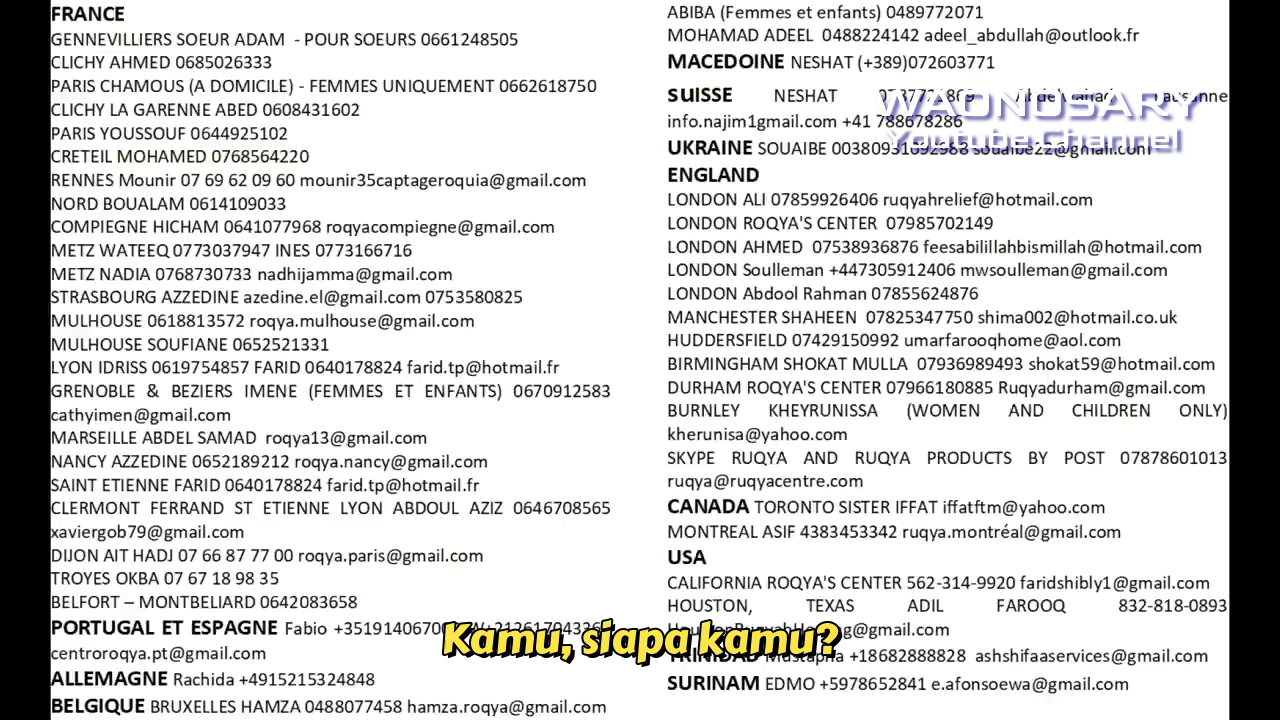 FRANCE
GENNEVILLIERS SOEUR ADAM - POUR SOEURS 0661248505
CLICHY AHMED 0685026333
PARIS CHAMOUS (A DOMICILE) - FEMMES UNIQUEMENT 0662618750
CLICHY LA GARENNE ABED 0608431602
PARIS YOUSSOUF 0644925102
CRETEIL MOHAMED 0768564220
RENNES Mounir 07 69 62 09 60 mounir35captageroquia@gmail.com
NORD BOUALAM 0614109033
COMPIEGNE HICHAM 0641077968 roqyacompiegne@gmail.com
METZ WATEEQ 0773037947 INES 0773166716
METZ NADIA 0768730733 nadhijamma@gmail.com
STRASBOURG AZZEDINE azedine.el@gmail.com 0753580825
MULHOUSE 0618813572 roqya.mulhouse@gmail.com
MULHOUSE SOUFIANE 0652521331
LYON IDRISS 0619754857 FARID 0640178824 farid.tp@hotmail.fr
GRENOBLE & BEZIERS IMENE (FEMMES ET ENFANTS) 0670912583
cathyimen@gmail.com
MARSEILLE ABDEL SAMAD roqya13@gmail.com
NANCY AZZEDINE 0652189212 roqya.nancy@gmail.com
SAINT ETIENNE FARID 0640178824 farid.tp@hotmail.fr
CLERMONT FERRAND ST ETIENNE LYON ABDOUL AZIZ 0646708565
xaviergob79@gmail.com
DIJON AIT HADJ 07 66 87 77 00 roqya.paris@gmail.com
TROYES OKBA 07 67 18 98 35
BELFORT – MONTBELIARD 0642083658
PORTUGAL ET ESPAGNE Fabio
centroroqya.pt@gmail.com
ALLEMAGNE Rachida +4915215324848
BELGIQUE BRUXELLES HAMZA 0488077458 hamza.roqya@gmail.com
ABIBA (Femmes et enfants) 0489772071
MOHAMAD ADEEL 0488224142 adeel_abdullah@outlook.fr
MACEDOINE NESHAT (+389)072603771
SUISSE NESHAT
info.najim1gmail.com +41 788678286
UKRAINE SOUAIBE
ENGLAND
LONDON ALI 07859926406 ruqyahrelief@hotmail.com
LONDON ROQYA'S CENTER 07985702149
LONDON AHMED 07538936876 feesabilillahbismillah@hotmail.com
LONDON Soulleman +447305912406 mwsoulleman@gmail.com
LONDON Abdool Rahman 07855624876
MANCHESTER SHAHEEN 07825347750 shima002@hotmail.co.uk
HUDDERSFIELD 07429150992 umarfarooqhome@aol.com
BIRMINGHAM SHOKAT MULLA 07936989493 shokat59@hotmail.com
DURHAM ROQYA'S CENTER 07966180885 Ruqyadurham@gmail.com
BURNLEY KHEYRUNISSA (WOMEN AND CHILDREN ONLY)
kherunisa@yahoo.com
SKYPE RUQYA AND RUQYA PRODUCTS BY POST 07878601013
ruqya@ruqyacentre.com
CANADA TORONTO SISTER IFFAT iffatftm@yahoo.com
MONTREAL ASIF 4383453342 ruqya.montréal@gmail.com
USA
CALIFORNIA ROQYA'S CENTER 562-314-9920 faridshibly1@gmail.com
HOUSTON, TEXAS ADIL FAROOQ 832-818-0893
TRINIDAD Mustapha +18682888828 ashshifaaservices@gmail.com
SURINAM EDMO +5978652841 e.afonsoewa@gmail.com
WAONOSARY
Youtube Channel
Kamu, siapa kamu?